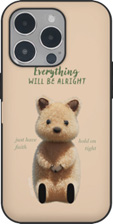 Everything
WILL BE ALRIGHT
just have
faith
hold on
tight